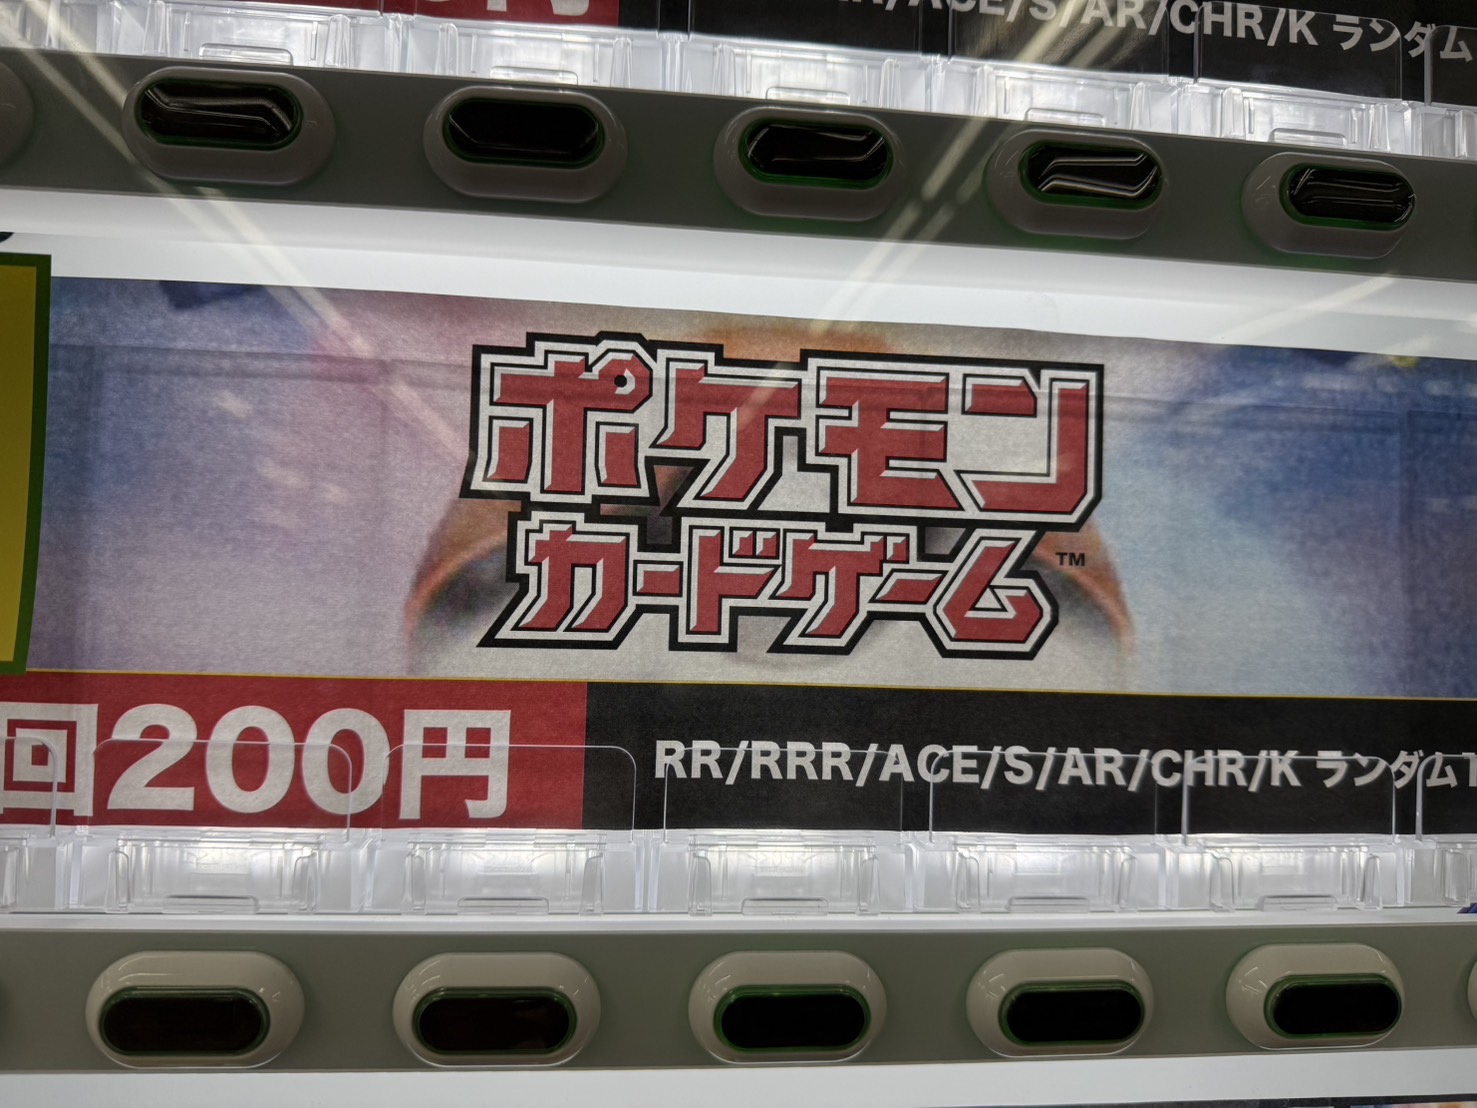 /ACE/S/AR/CHR/K ランダム
ポケモン
カードゲーム
TM
回200円
RR/RRR/ACE/S/AR/CHR/K ランダム